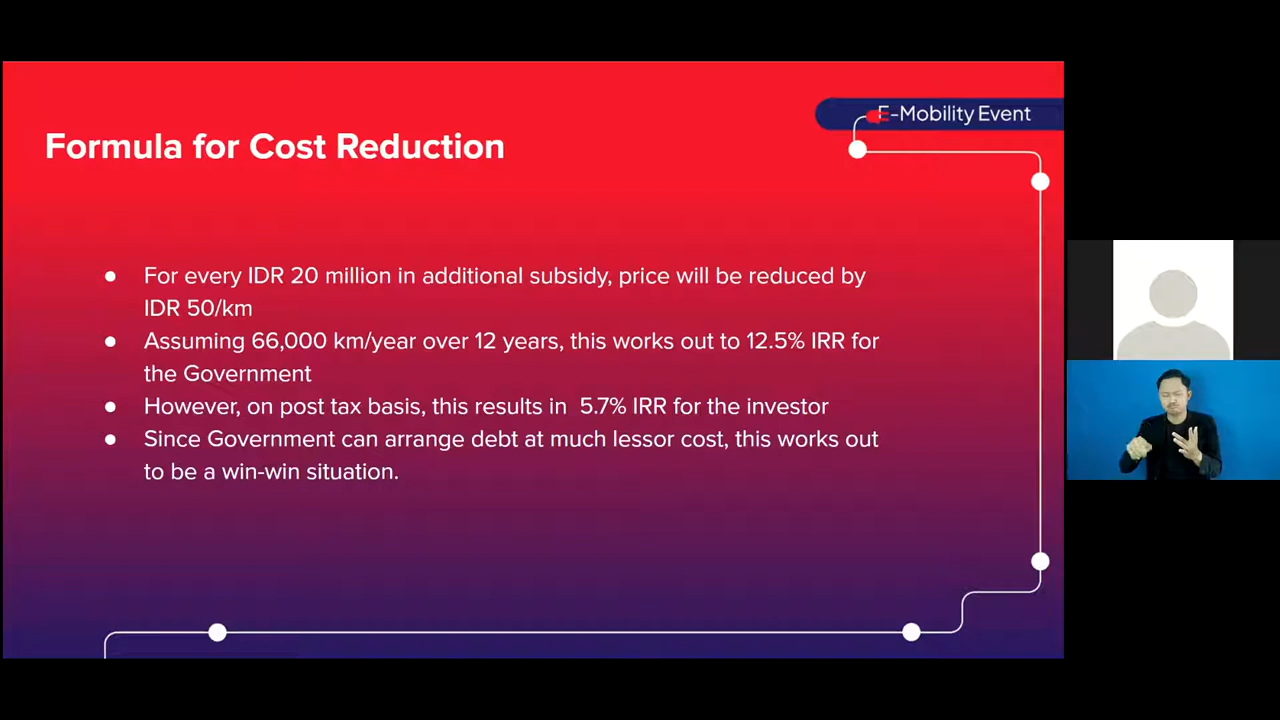 E-Mobility Event
Formula for Cost Reduction
● For every IDR 20 million in additional subsidy, price will be reduced by
IDR 50/km
● Assuming 66,000 km/year over 12 years, this works out to 12.5% IRR for
the Government
● However, on post tax basis, this results in 5.7% IRR for the investor
● Since Government can arrange debt at much lessor cost, this works out
to be a win-win situation.